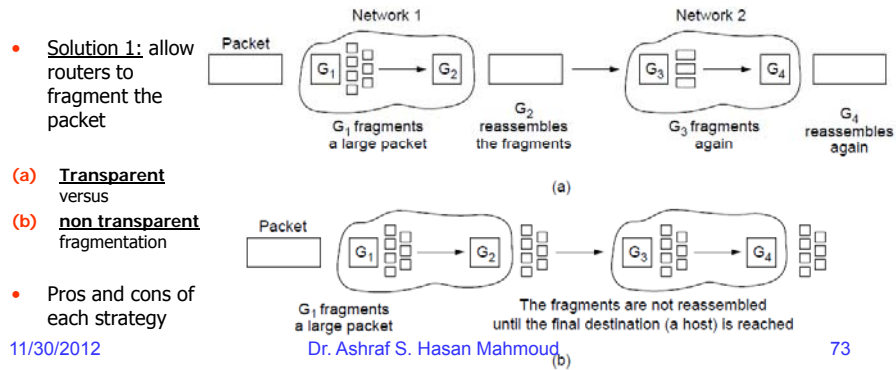 • Solution 1: allow
routers to
fragment the
packet
(a) Transparent
versus
(b) non transparent
fragmentation
• Pros and cons of
each strategy
Network 1
Network 2
Packet
G1
G2
G3
G4
G1 fragments
a large packet
G2
reassembles
the fragments
G3 fragments
again
G4
reassembles
again
(a)
Packet
G1
G2
G3
G4
G1 fragments
a large packet
The fragments are not reassembled
until the final destination (a host) is reached
(b)
11/30/2012
Dr. Ashraf S. Hasan Mahmoud
73